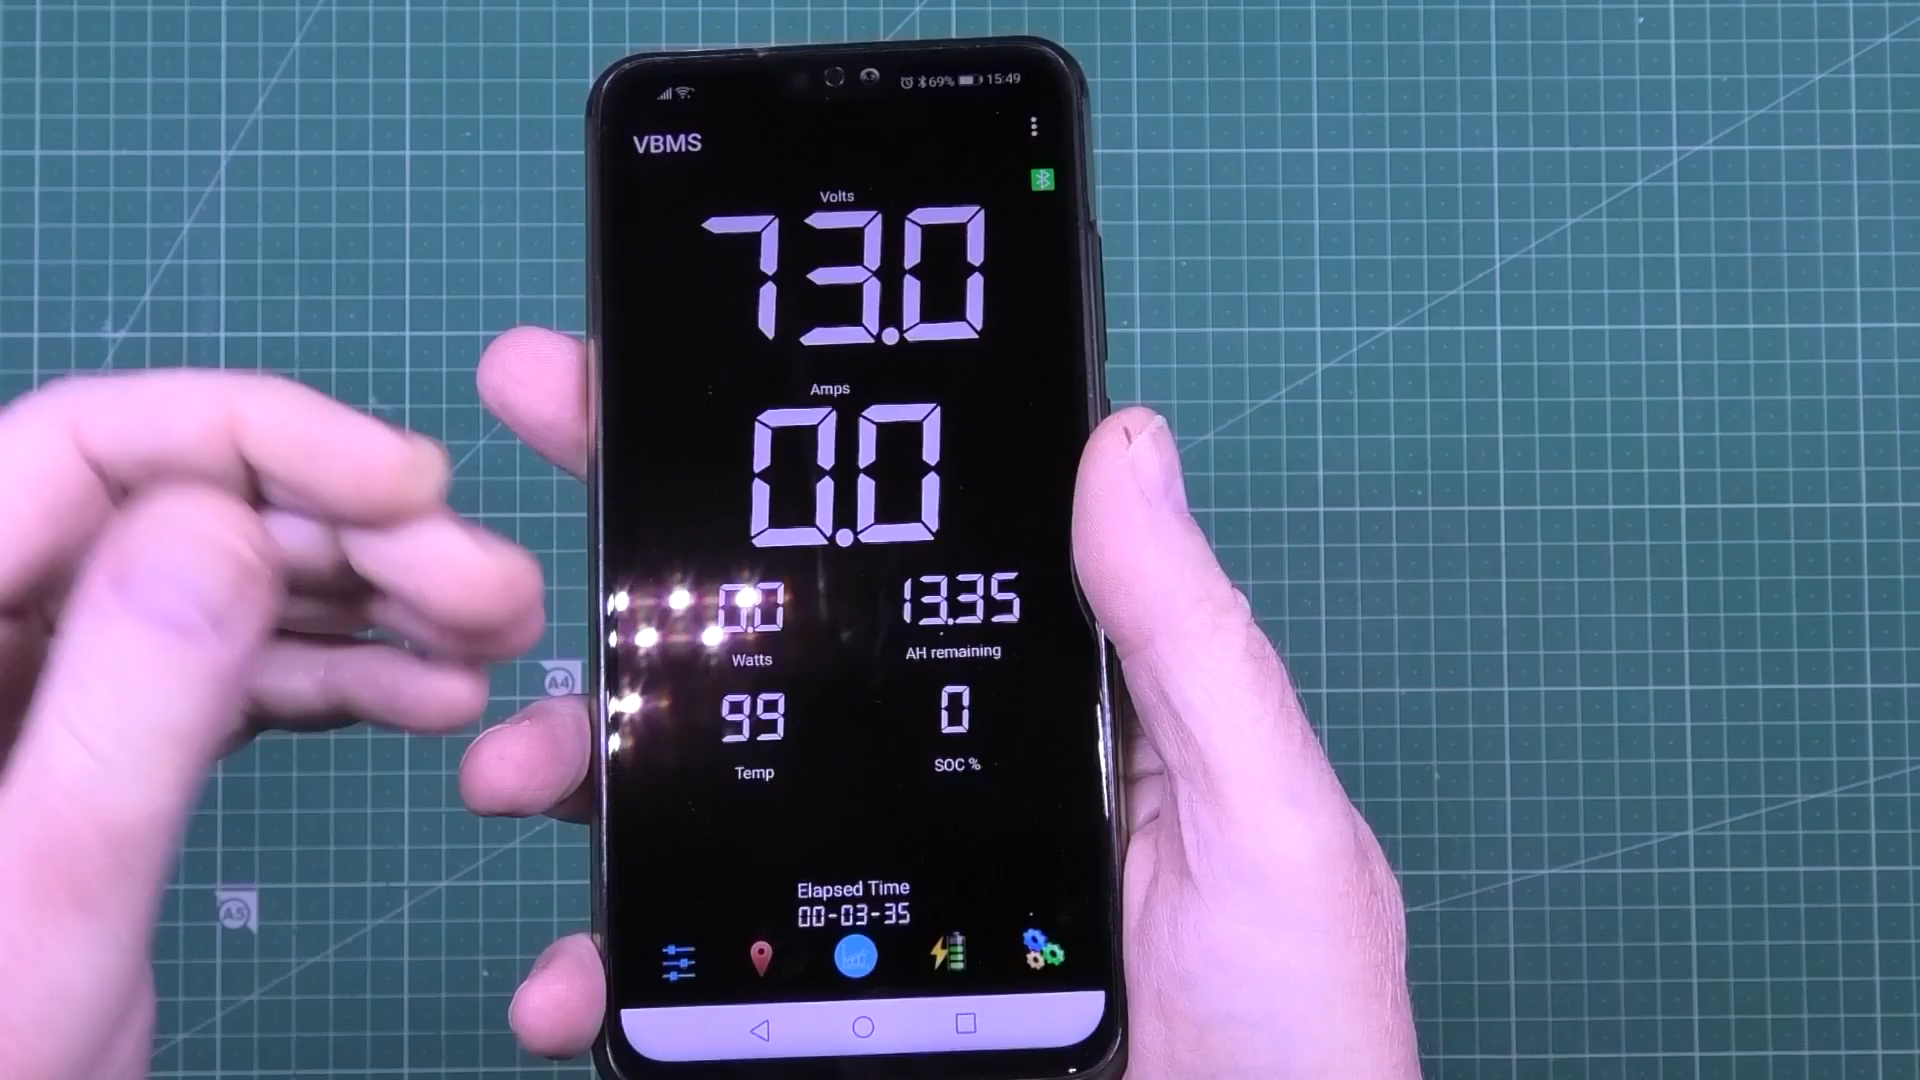 69% 15:49
VBMS
Volts
73.0
Amps
0.0
0.0 13.35
Watts AH remaining
99 0
Temp SOC %
Elapsed Time
00-03-35
A4
A5